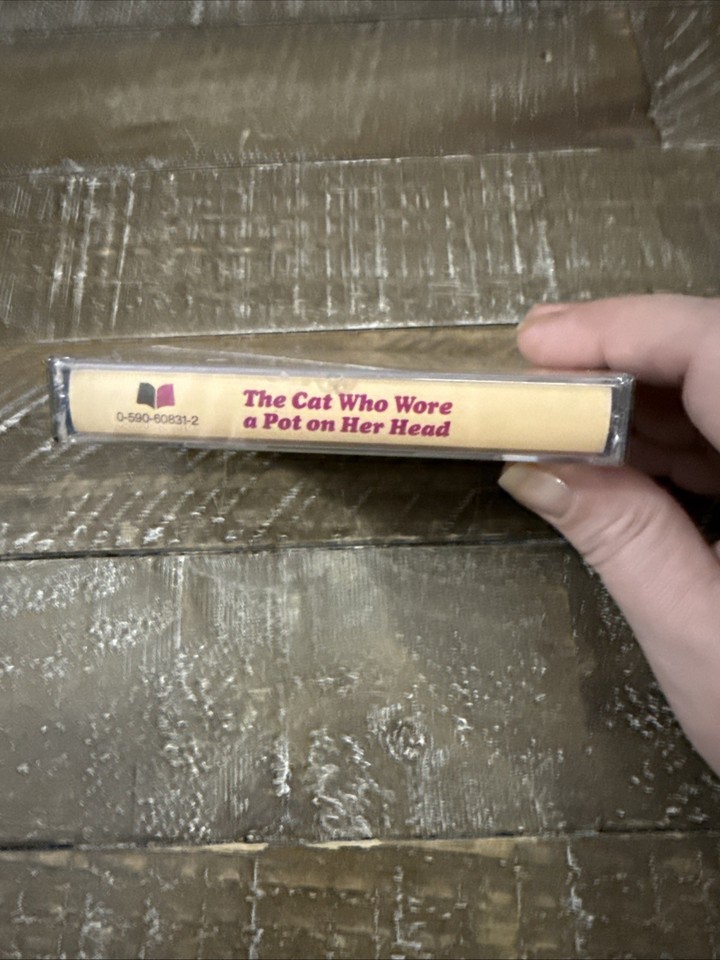 0-590-60831-2
The Cat Who Wore
a Pot on Her Head